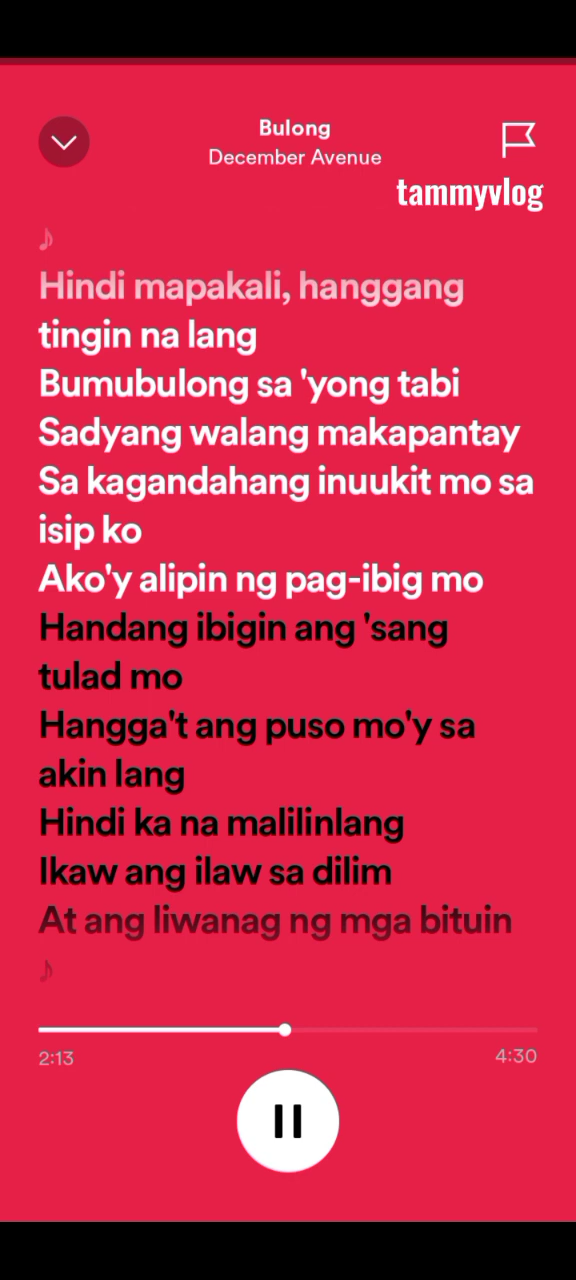 Bulong
December Avenue
tammyvlog
♪
Hindi mapakali, hanggang
tingin na lang
Bumubulong sa 'yong tabi
Sadyang walang makapantay
Sa kagandahang inuukit mo sa
isip ko
Ako'y alipin ng pag-ibig mo
Handang ibigin ang 'sang
tulad mo
Hangga't ang puso mo'y sa
akin lang
Hindi ka na malilinlang
Ikaw ang ilaw sa dilim
At ang liwanag ng mga bituin
♪
2:13
4:30